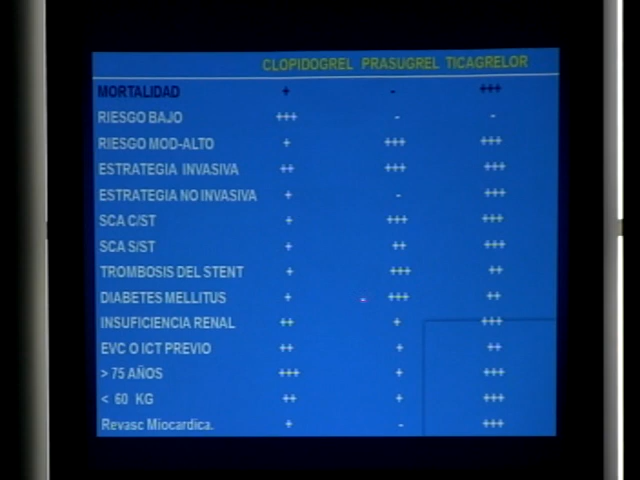 CLOPIDOGREL PRASUGREL TICAGRELOR
MORTALIDAD + - +++
RIESGO BAJO +++ - -
RIESGO MOD-ALTO + +++ +++
ESTRATEGIA INVASIVA ++ +++ +++
ESTRATEGIA NO INVASIVA + - +++
SCA C/ST + +++ +++
SCA S/ST + ++ +++
TROMBOSIS DEL STENT + +++ ++
DIABETES MELLITUS + +++ ++
INSUFICIENCIA RENAL ++ + +++
EVC O ICT PREVIO ++ + ++
> 75 AÑOS +++ + +++
< 60 KG ++ + +++
Revasc Miocardica. + - +++